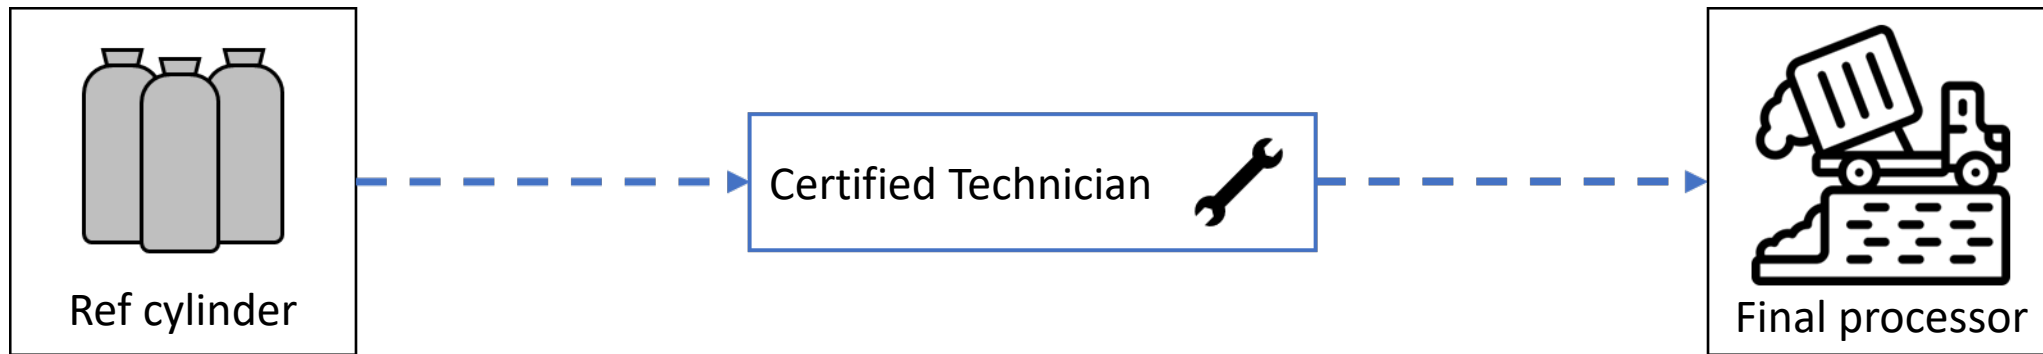 Ref cylinder
Certified Technician
Final processor